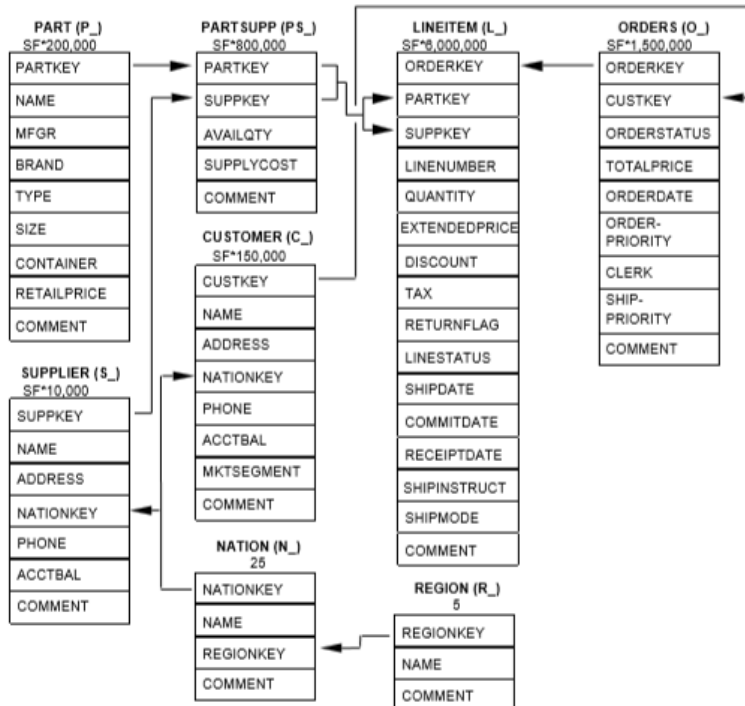 PART (P_)
SF*200,000
PARTKEY
NAME
MFGR
BRAND
TYPE
SIZE
CONTAINER
RETAILPRICE
COMMENT
SUPPLIER (S_)
SF*10,000
SUPPKEY
NAME
ADDRESS
NATIONKEY
PHONE
ACCTBAL
COMMENT
PARTSUPP (PS_)
SF*800,000
PARTKEY
SUPPKEY
AVAILQTY
SUPPLYCOST
COMMENT
CUSTOMER (C_)
SF*150,000
CUSTKEY
NAME
ADDRESS
NATIONKEY
PHONE
ACCTBAL
MKTSEGMENT
COMMENT
NATION (N_)
25
NATIONKEY
NAME
REGIONKEY
COMMENT
LINEITEM (L_)
SF*6,000,000
ORDERKEY
PARTKEY
SUPPKEY
LINENUMBER
QUANTITY
EXTENDEDPRICE
DISCOUNT
TAX
RETURNFLAG
LINESTATUS
SHIPDATE
COMMITDATE
RECEIPTDATE
SHIPINSTRUCT
SHIPMODE
COMMENT
REGION (R_)
5
REGIONKEY
NAME
COMMENT
ORDERS (O_)
SF*1,500,000
ORDERKEY
CUSTKEY
ORDERSTATUS
TOTALPRICE
ORDERDATE
ORDER-
PRIORITY
CLERK
SHIP-
PRIORITY
COMMENT